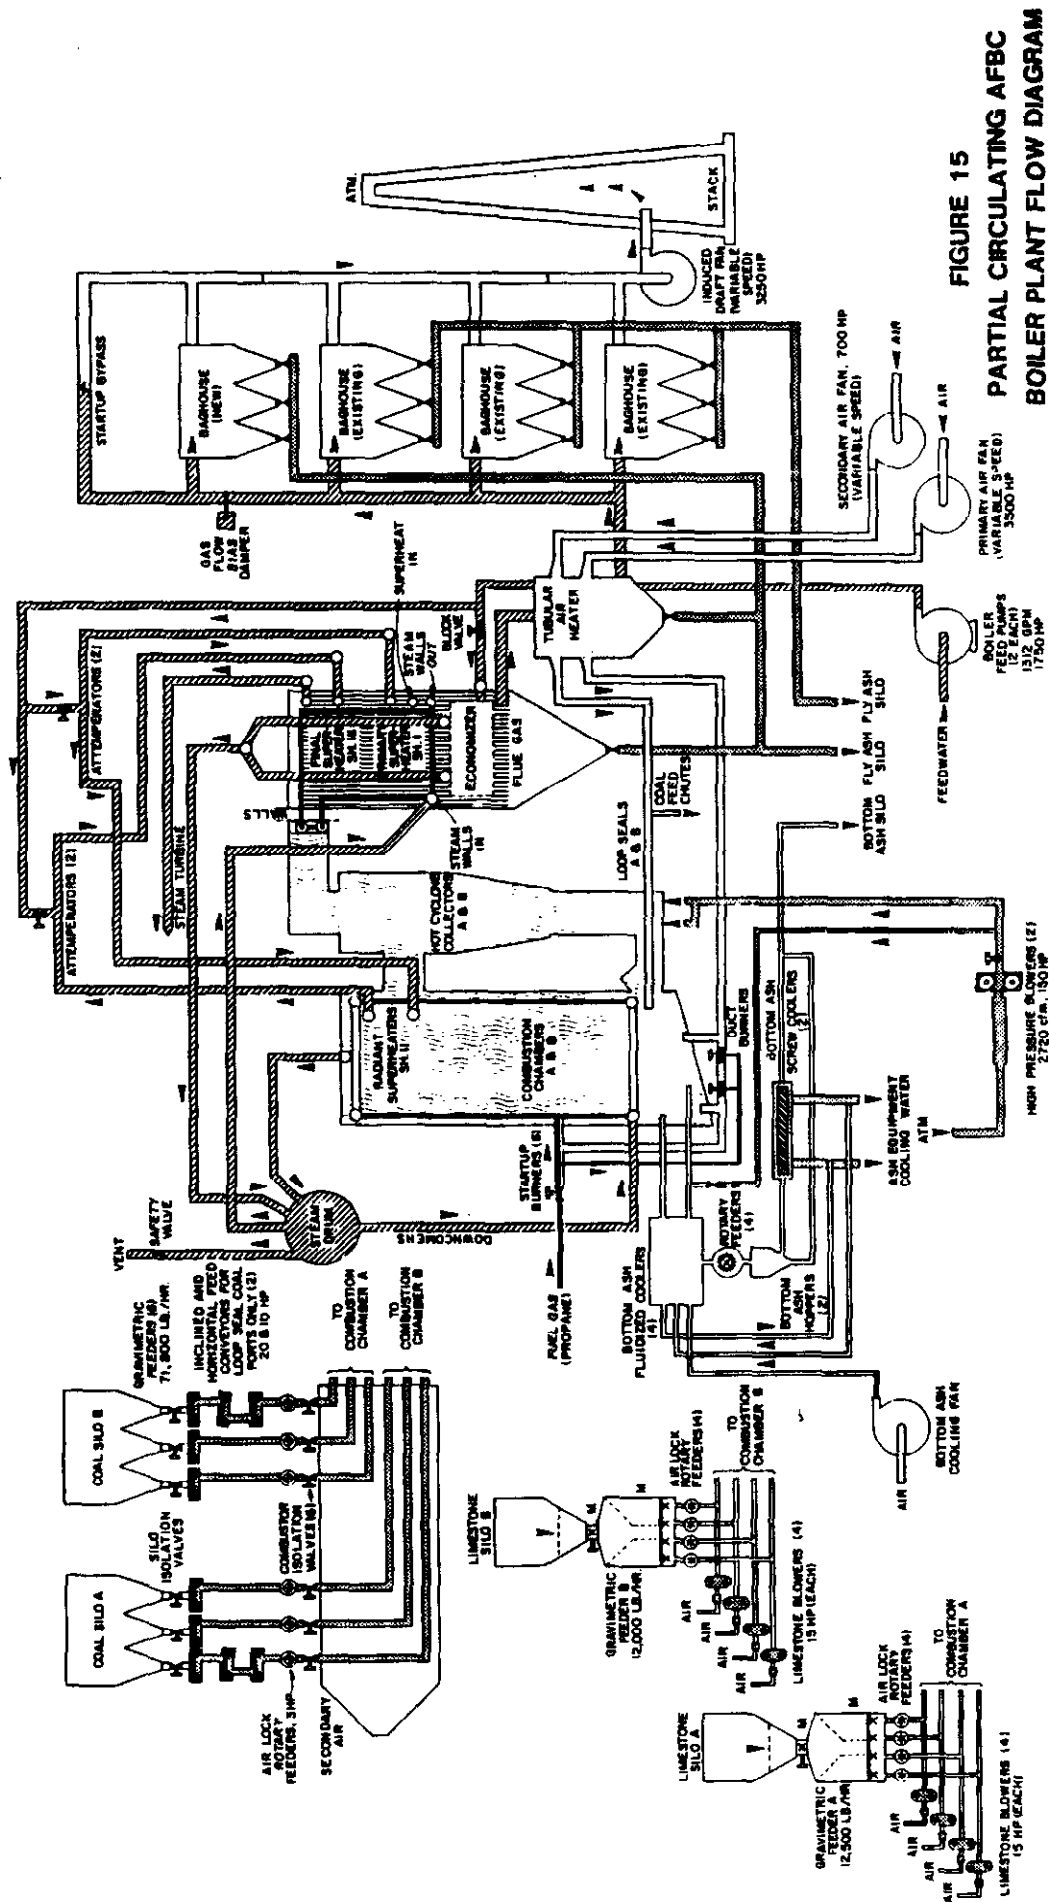 FIGURE 15
PARTIAL CIRCULATING AFBC
BOILER PLANT FLOW DIAGRAM
COAL SILO A
COAL SILO B
SILO
ISOLATION
VALVES
GRAVIMETRIC
FEEDERS (6)
71,800 LB./HR.
INCLINED AND
HORIZONTAL FEED
CONVEYORS FOR
LOOP SEAL COAL
PORTS ONLY (2)
20 & 10 HP
AIR LOCK
ROTARY
FEEDERS, 3HP
COMBUSTOR
ISOLATION
VALVES (6)
SECONDARY
AIR
TO
COMBUSTION
CHAMBER A
TO
COMBUSTION
CHAMBER B
VENT
SAFETY
VALVE
STEAM
DRUM
DOWNCOMERS
ATTEMPERATORS (2)
STEAM TURBINE
ATTEMPERATORS (2)
RADIANT
SUPERHEATERS
SH. II
COMBUSTION
CHAMBERS
A & B
HOT CYCLONE
COLLECTORS
A & B
WALLS
FINAL
SUPER-
HEATER
SH. III
PRIMARY
SUPER-
HEATER
SH. I
ECONOMIZER
FLUE GAS
STEAM
WALLS
IN
SUPERHEAT
IN
STEAM
WALLS
OUT
BLOCK
VALVE
GAS
FLOW
BIAS
DAMPER
STARTUP BYPASS
BAGHOUSE
(NEW)
BAGHOUSE
(EXISTING)
BAGHOUSE
(EXISTING)
BAGHOUSE
(EXISTING)
ATM.
STACK
INDUCED
DRAFT FAN
(VARIABLE
SPEED)
3250 HP
TUBULAR
AIR
HEATER
SECONDARY AIR FAN, 700 HP
(VARIABLE SPEED)
AIR
PRIMARY AIR FAN
(VARIABLE SPEED)
3500 HP
AIR
BOILER
FEED PUMPS
(2 EACH)
1312 GPM
1750 HP
FEEDWATER
LOOP SEALS
A & B
COAL
FEED
CHUTES
BOTTOM
ASH SILO
FLY ASH
SILO
FLY ASH
SILO
STARTUP
BURNERS (6)
FUEL GAS
(PROPANE)
DUCT
BURNERS
BOTTOM ASH
FLUIDIZED COOLERS
(4)
ROTARY
FEEDERS
(4)
BOTTOM
ASH
HOPPERS
(2)
BOTTOM ASH
SCREW COOLERS
(2)
ASH EQUIPMENT
COOLING WATER
ATM
HIGH PRESSURE BLOWERS (2)
2720 cfm, 150 HP
BOTTOM ASH
COOLING FAN
AIR
LIMESTONE
SILO B
M
M
GRAVIMETRIC
FEEDER B
12,000 LB/HR.
AIR LOCK
ROTARY
FEEDERS(4)
TO
COMBUSTION
CHAMBER B
AIR
AIR
AIR
AIR
LIMESTONE BLOWERS (4)
15 HP (EACH)
LIMESTONE
SILO A
M
M
GRAVIMETRIC
FEEDER A
12,500 LB/HR
AIR LOCK
ROTARY
FEEDERS(4)
TO
COMBUSTION
CHAMBER A
AIR
AIR
AIR
AIR
LIMESTONE BLOWERS (4)
15 HP (EACH)